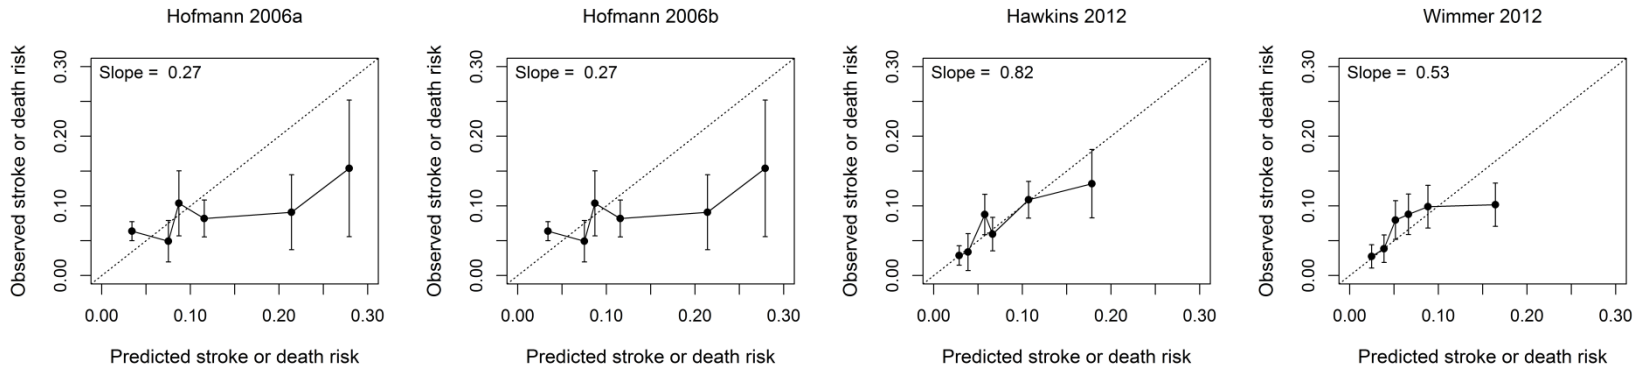 Hofmann 2006a
Slope = 0.27
Observed stroke or death risk
0.30
0.20
0.10
0.00
0.00 0.10 0.20 0.30
Predicted stroke or death risk
Hofmann 2006b
Slope = 0.27
Observed stroke or death risk
0.30
0.20
0.10
0.00
0.00 0.10 0.20 0.30
Predicted stroke or death risk
Hawkins 2012
Slope = 0.82
Observed stroke or death risk
0.30
0.20
0.10
0.00
0.00 0.10 0.20 0.30
Predicted stroke or death risk
Wimmer 2012
Slope = 0.53
Observed stroke or death risk
0.30
0.20
0.10
0.00
0.00 0.10 0.20 0.30
Predicted stroke or death risk